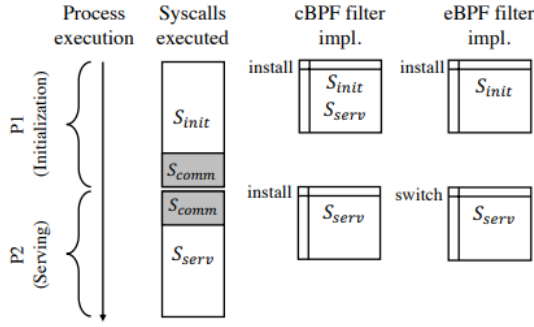 Process execution
Syscalls executed
cBPF filter impl.
eBPF filter impl.
P1 (Initialization)
S_init
S_comm
install
S_init
S_serv
install
S_init
P2 (Serving)
S_comm
S_serv
install
S_serv
switch
S_serv